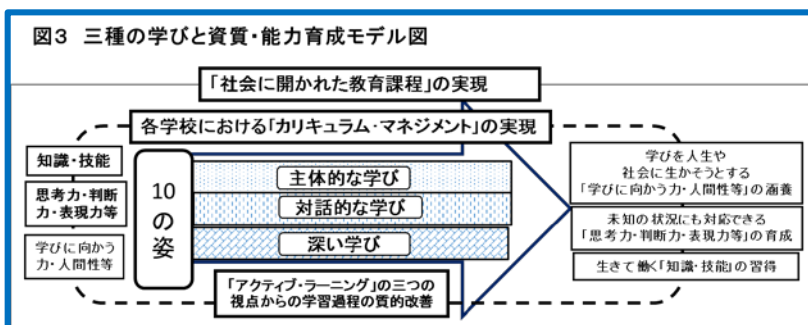 図3 三種の学びと資質・能力育成モデル図
「社会に開かれた教育課程」の実現
各学校における「カリキュラム・マネジメント」の実現
知識・技能
思考力・判断
力・表現力等
学びに向かう
力・人間性等
10の姿
主体的な学び
対話的な学び
深い学び
「アクティブ・ラーニング」の三つの
視点からの学習過程の質的改善
学びを人生や
社会に生かそうとする
「学びに向かう力・人間性等」の涵養
未知の状況にも対応できる
「思考力・判断力・表現力等」の育成
生きて働く「知識・技能」の習得